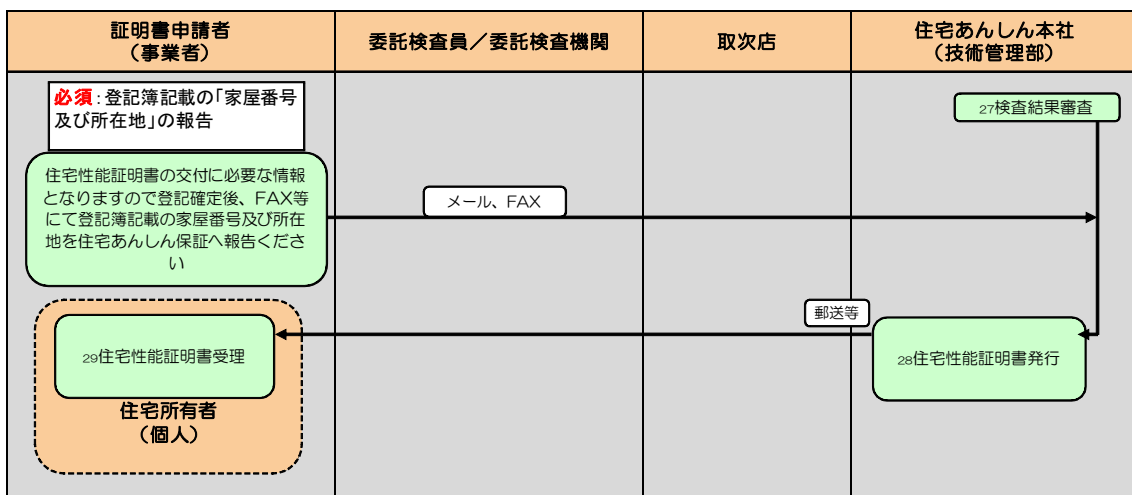 証明書申請者
（事業者）
委託検査員／委託検査機関
取次店
住宅あんしん本社
（技術管理部）
必須：登記簿記載の「家屋番号
及び所在地」の報告
27検査結果審査
住宅性能証明書の交付に必要な情報
となりますので登記確定後、FAX等
にて登記簿記載の家屋番号及び所在
地を住宅あんしん保証へ報告くださ
い
メール、FAX
郵送等
29住宅性能証明書受理
28住宅性能証明書発行
住宅所有者
（個人）